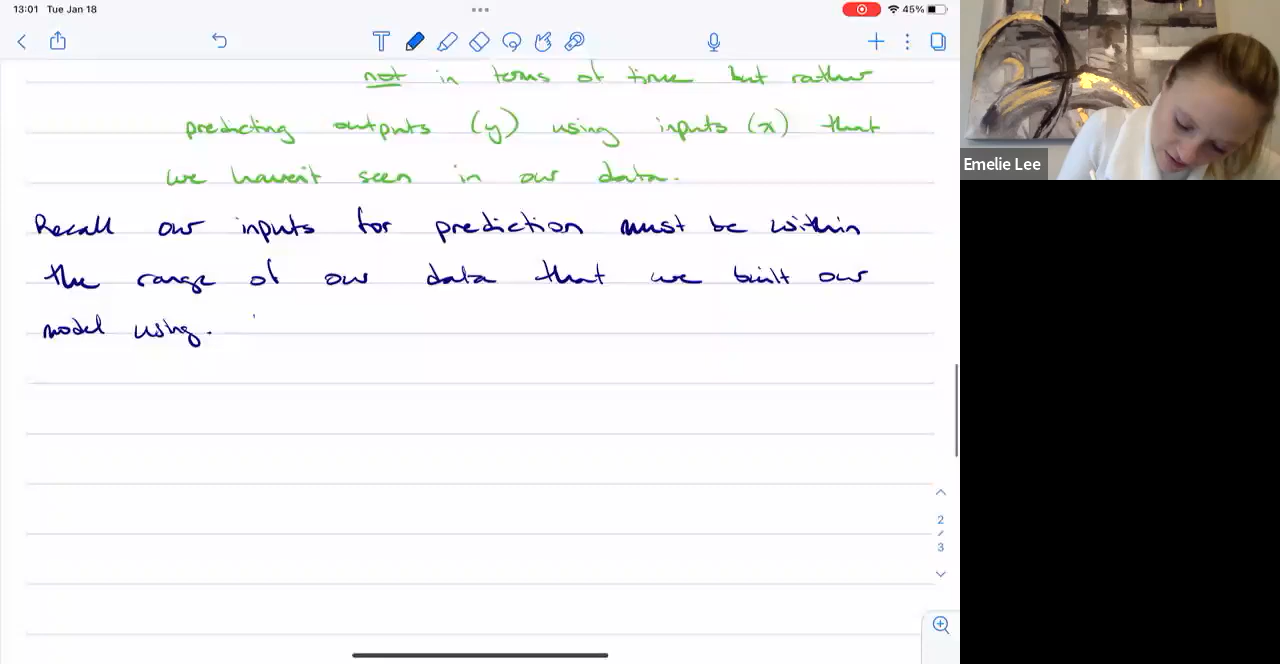 13:01 Tue Jan 18
45%
not in terms of time but rather
predicting outputs (y) using inputs (x) that
we haven't seen in our data.
Recall our inputs for prediction must be within
the range of our data that we built our
model using.
Emelie Lee
2
/
3